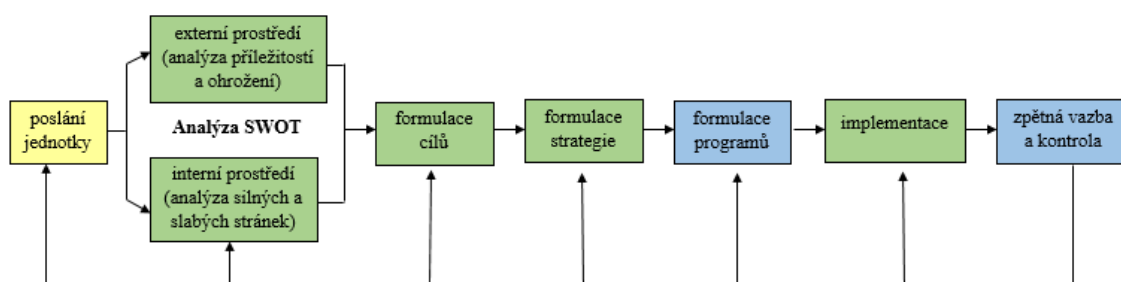 poslání
jednotky
externí prostředí
(analýza příležitostí
a ohrožení)
Analýza SWOT
interní prostředí
(analýza silných a
slabých stránek)
formulace
cílů
formulace
strategie
formulace
programů
implementace
zpětná vazba
a kontrola